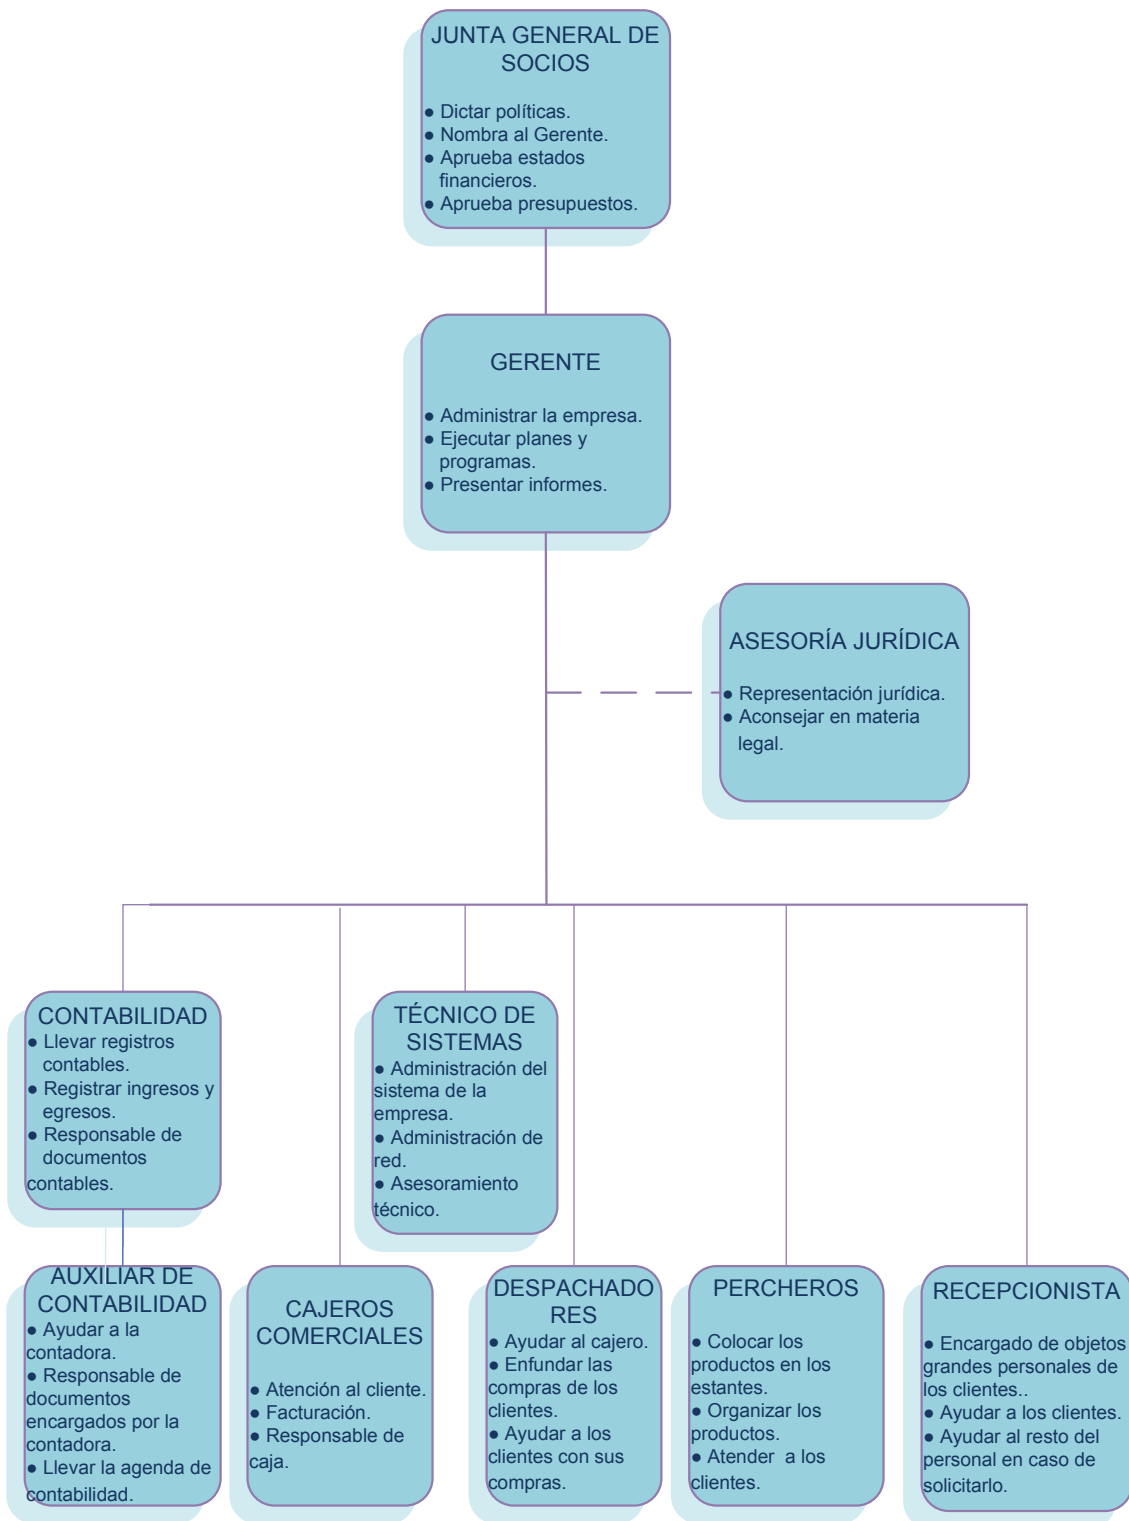 JUNTA GENERAL DE
SOCIOS
● Dictar políticas.
● Nombra al Gerente.
● Aprueba estados
financieros.
● Aprueba presupuestos.
GERENTE
● Administrar la empresa.
● Ejecutar planes y
programas.
● Presentar informes.
ASESORÍA JURÍDICA
● Representación jurídica.
● Aconsejar en materia
legal.
CONTABILIDAD
● Llevar registros
contables.
● Registrar ingresos y
egresos.
● Responsable de
documentos
contables.
TÉCNICO DE
SISTEMAS
● Administración del
sistema de la
empresa.
● Administración de
red.
● Asesoramiento
técnico.
AUXILIAR DE
CONTABILIDAD
● Ayudar a la
contadora.
● Responsable de
documentos
encargados por la
contadora.
● Llevar la agenda de
contabilidad.
CAJEROS
COMERCIALES
● Atención al cliente.
● Facturación.
● Responsable de
caja.
DESPACHADO
RES
● Ayudar al cajero.
● Enfundar las
compras de los
clientes.
● Ayudar a los
clientes con sus
compras.
PERCHEROS
● Colocar los
productos en los
estantes.
● Organizar los
productos.
● Atender  a los
clientes.
RECEPCIONISTA
● Encargado de objetos
grandes personales de
los clientes..
● Ayudar a los clientes.
● Ayudar al resto del
personal en caso de
solicitarlo.